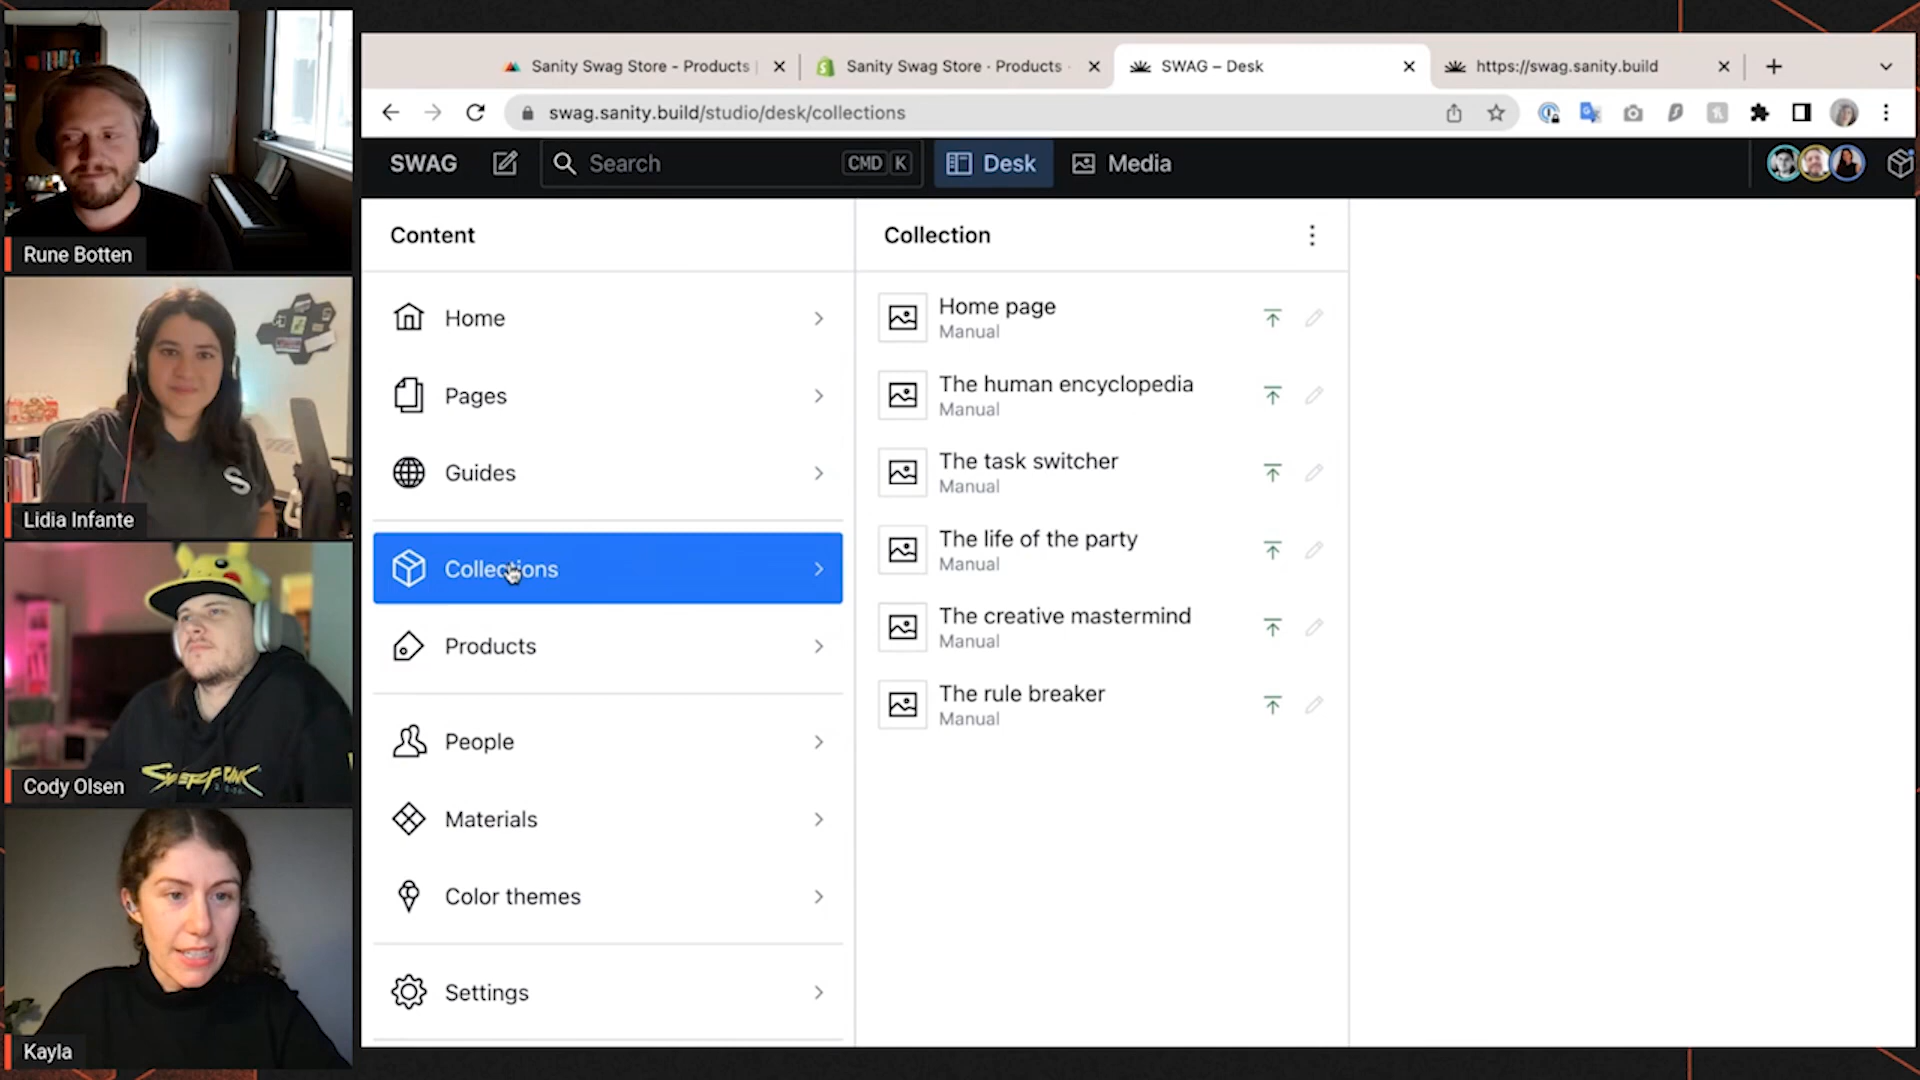 Rune Botten
Lidia Infante
Cody Olsen
CYBERPUNK
Kayla
Sanity Swag Store - Products
Sanity Swag Store · Products
SWAG – Desk
https://swag.sanity.build
swag.sanity.build/studio/desk/collections
SWAG
Search
CMD K
Desk
Media
Content
Home
Pages
Guides
Collections
Products
People
Materials
Color themes
Settings
Collection
Home page
Manual
The human encyclopedia
Manual
The task switcher
Manual
The life of the party
Manual
The creative mastermind
Manual
The rule breaker
Manual